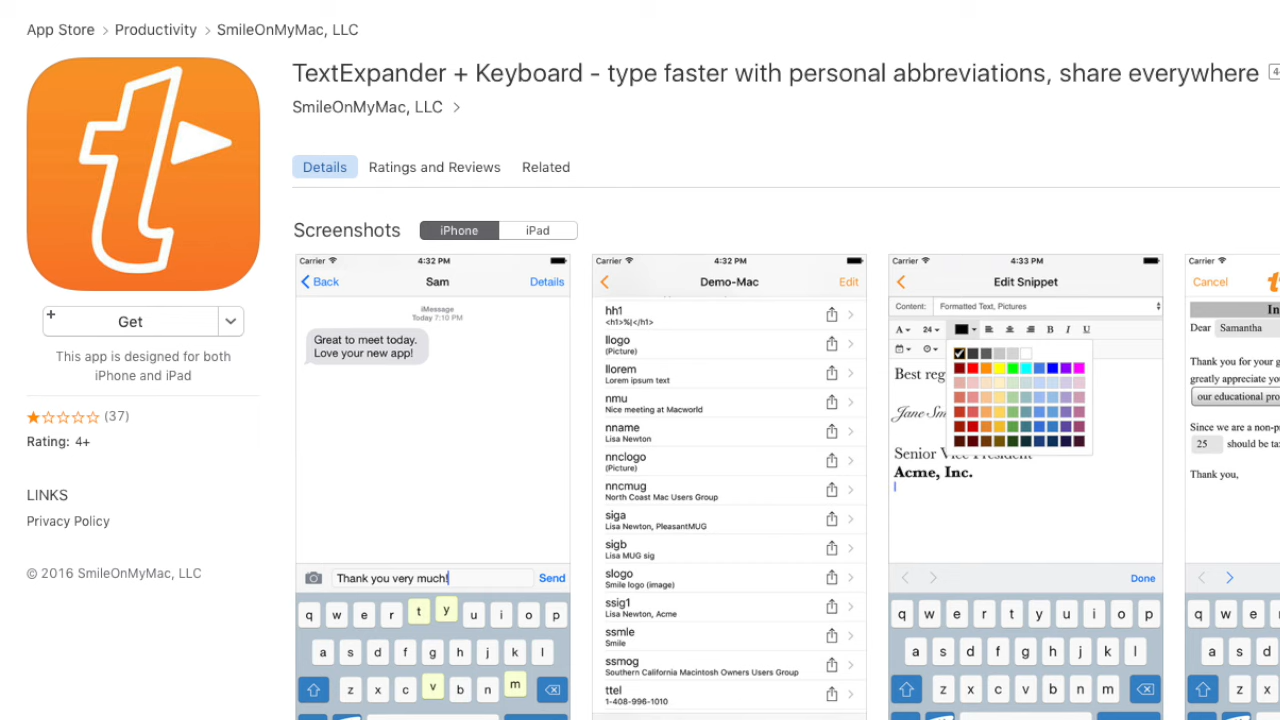 App Store > Productivity > SmileOnMyMac, LLC
TextExpander + Keyboard - type faster with personal abbreviations, share everywhere
SmileOnMyMac, LLC >
Details Ratings and Reviews Related
Get
This app is designed for both
iPhone and iPad
(37)
Rating: 4+
LINKS
Privacy Policy
© 2016 SmileOnMyMac, LLC
Screenshots iPhone iPad
Carrier 4:32 PM
Back Sam Details
iMessage
Today 7:10 PM
Great to meet today.
Love your new app!
Thank you very much! Send
q w e r t y u i o p
a s d f g h j k l
z x c v b n m
Carrier 4:32 PM
Demo-Mac Edit
hh1
<h1>%|</h1>
llogo
(Picture)
llorem
Lorem ipsum text
nmu
Nice meeting at Macworld
nname
Lisa Newton
nnclogo
(Picture)
nncmug
North Coast Mac Users Group
siga
Lisa Newton, PleasantMUG
sigb
Lisa MUG sig
slogo
Smile logo (image)
ssig1
Lisa Newton, Acme
ssmle
Smile
ssmog
Southern California Macintosh Owners Users Group
ttel
1-408-996-1010
Carrier 4:33 PM
Edit Snippet
Content: Formatted Text, Pictures
A 24 B I U
Best reg
Jane Sm
Senior Vice President
Acme, Inc.
Done
q w e r t y u i o p
a s d f g h j k l
z x c v b n m
Carrier
Cancel
In
Dear Samantha
Thank you for your g
greatly appreciate yo
our educational pro
Since we are a non-p
25 should be ta
Thank you,
q w e
a s d
z x